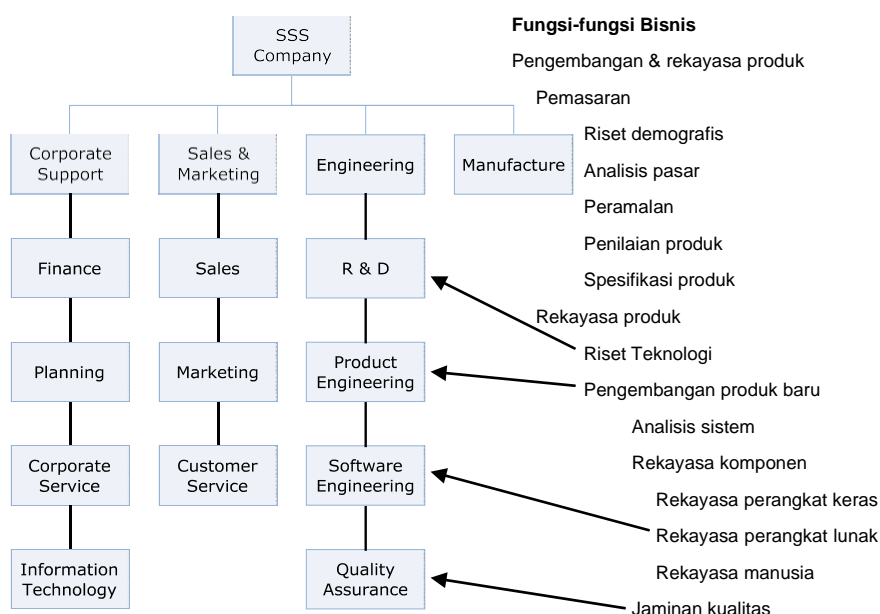 SSS
Company
Corporate
Support
Sales &
Marketing
Engineering
Manufacture
Finance
Sales
R & D
Planning
Marketing
Product
Engineering
Corporate
Service
Customer
Service
Software
Engineering
Information
Technology
Quality
Assurance
Fungsi-fungsi Bisnis
Pengembangan & rekayasa produk
Pemasaran
Riset demografis
Analisis pasar
Peramalan
Penilaian produk
Spesifikasi produk
Rekayasa produk
Riset Teknologi
Pengembangan produk baru
Analisis sistem
Rekayasa komponen
Rekayasa perangkat keras
Rekayasa perangkat lunak
Rekayasa manusia
Jaminan kualitas